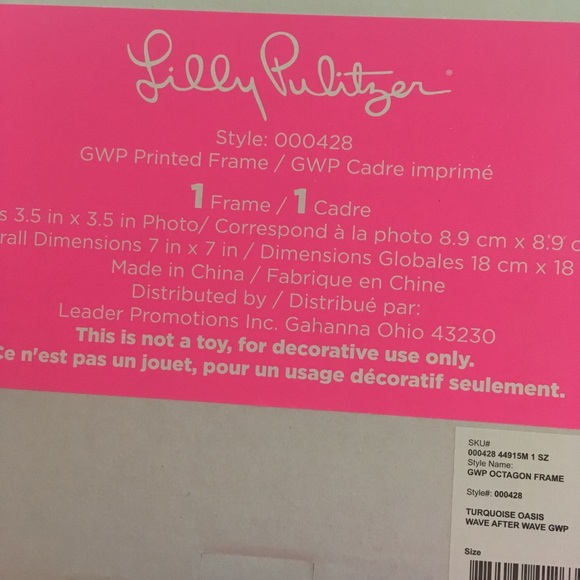 Lilly Pulitzer®
Style: 000428
GWP Printed Frame / GWP Cadre imprimé
1 Frame / 1 Cadre
3.5 in x 3.5 in Photo/ Correspond à la photo 8.9 cm x 8.9
Dimensions 7 in x 7 in / Dimensions Globales 18 cm x 18
Made in China / Fabrique en Chine
Distributed by / Distribué par:
Leader Promotions Inc. Gahanna Ohio 43230
This is not a toy, for decorative use only.
Ce n'est pas un jouet, pour un usage décoratif seulement.
SKU#
000428 44915M 1 SZ
Style Name:
GWP OCTAGON FRAME
Style#: 000428
TURQUOISE OASIS
WAVE AFTER WAVE GWP
Size